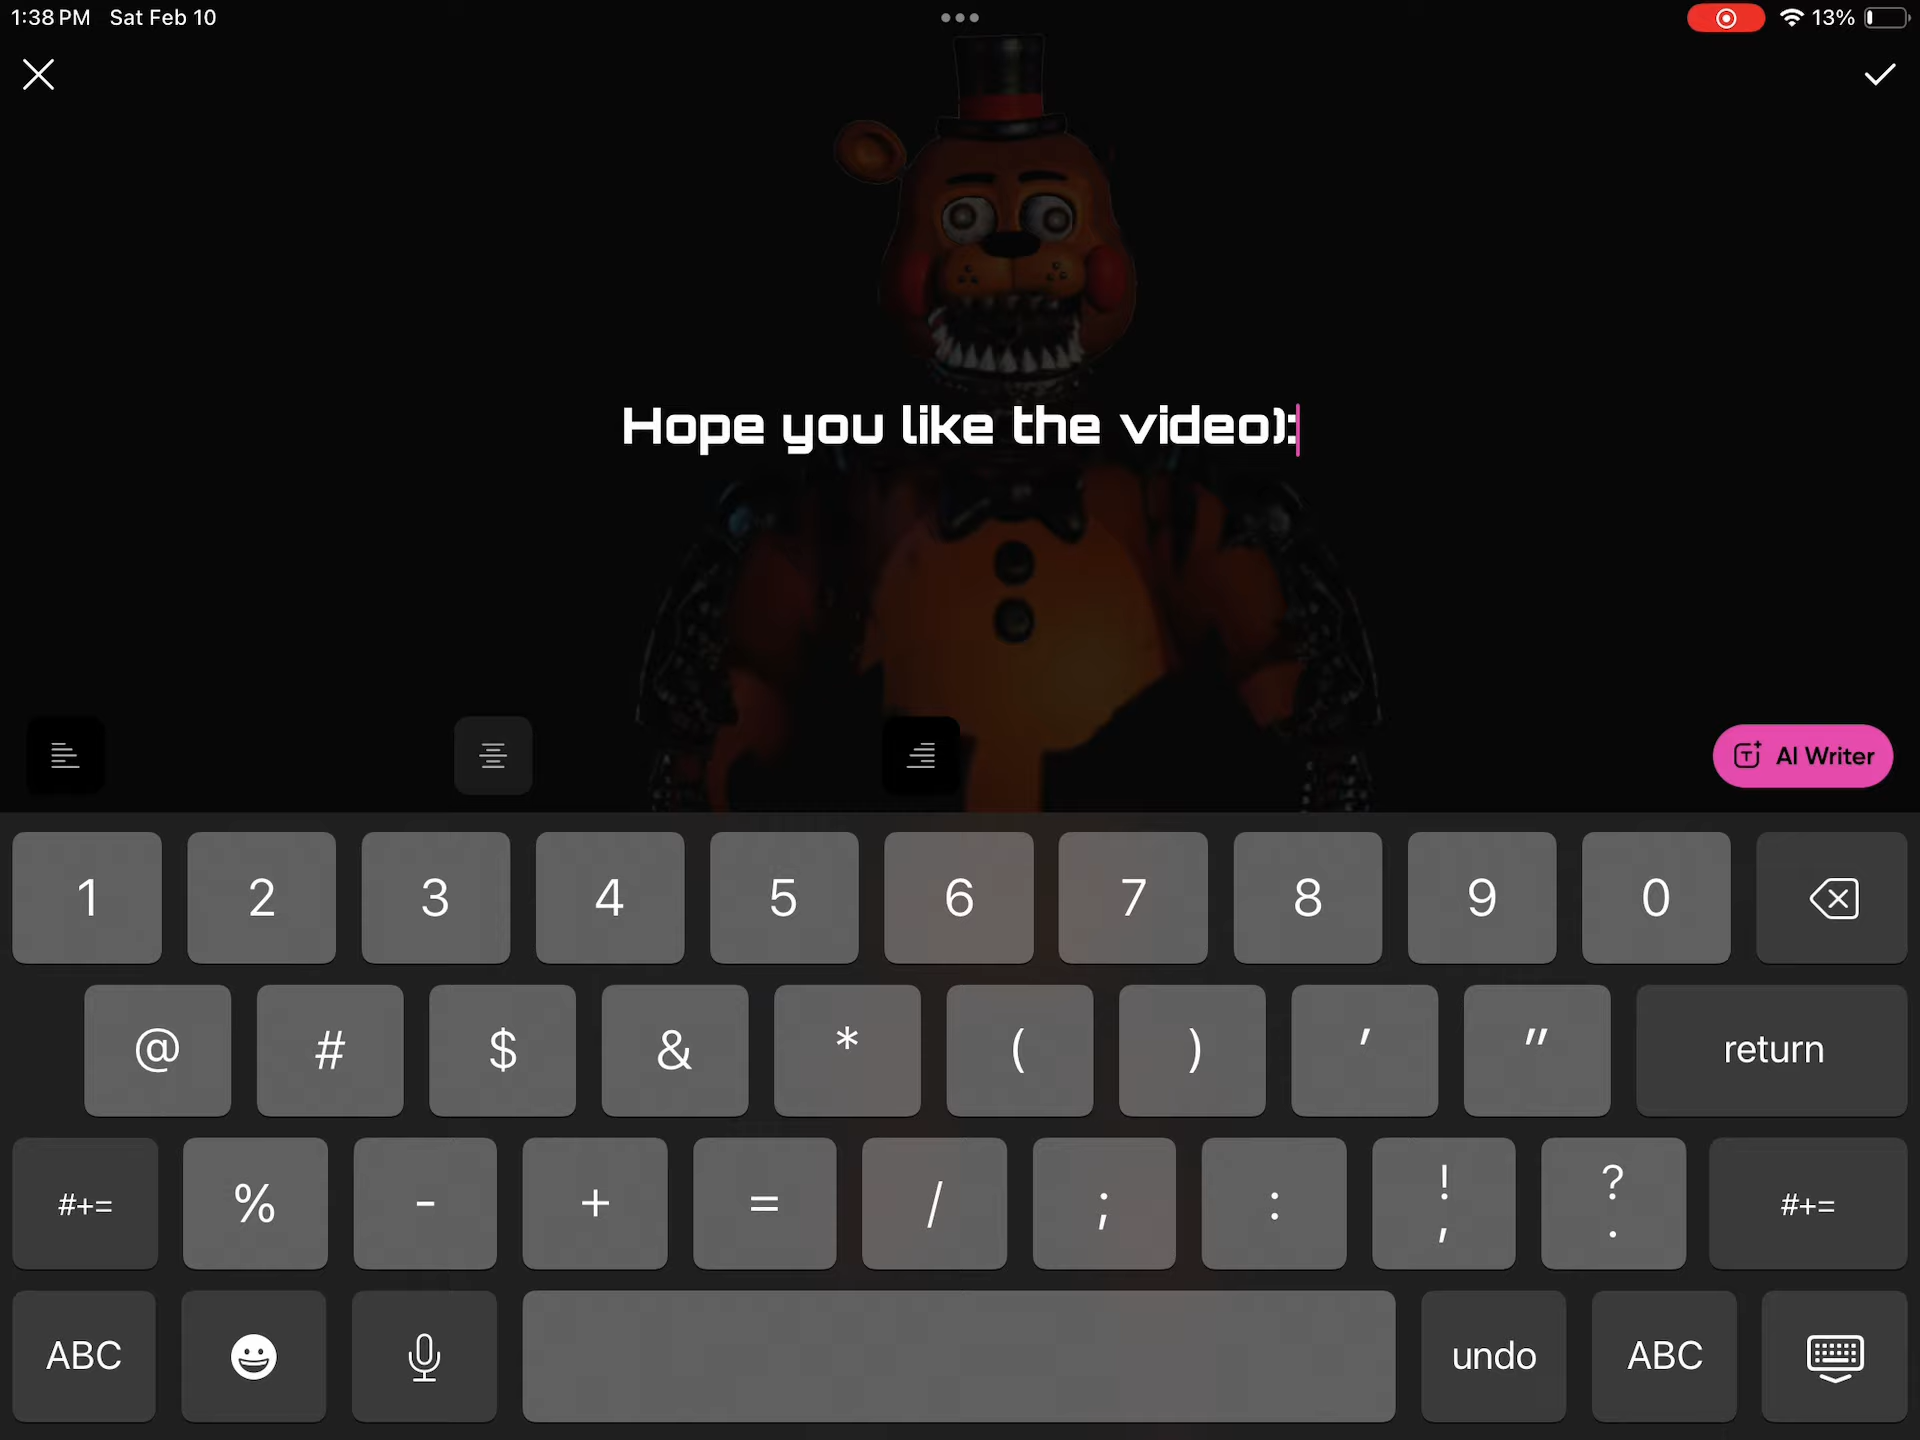 1:38 PM Sat Feb 10
13%
Hope you like the video):
AI Writer
1 2 3 4 5 6 7 8 9 0
@ # $ & * ( ) ' " return
#+= % - + = / ; : ! , ? . #+=
ABC undo ABC